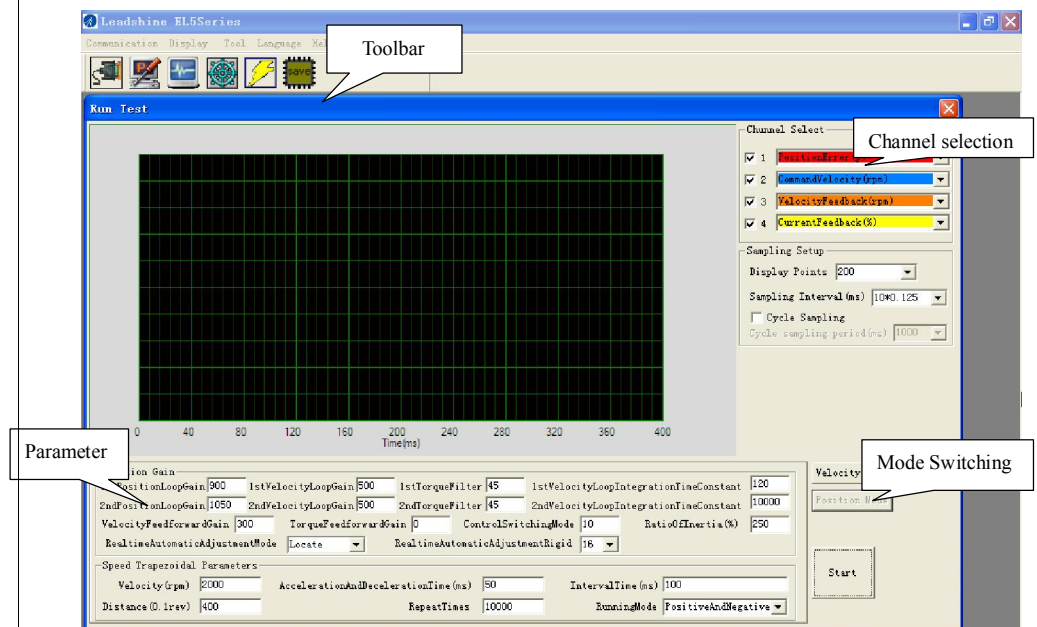 Leadshine EL5Series
Communication Display Tool Language
Toolbar
save
Run Test
Channel Select
Channel selection
1 PositionError
2 CommandVelocity(rpm)
3 VelocityFeedback(rpm)
4 CurrentFeedback(%)
Sampling Setup
Display Points 200
Sampling Interval(ms) 10*0.125
Cycle Sampling
Cycle sampling period(ms) 1000
0 40 80 120 160 200 240 280 320 360 400
Time(ms)
Parameter
Mode Switching
Gain
PositionLoopGain 900 1stVelocityLoopGain 500 1stTorqueFilter 45 1stVelocityLoopIntegrationTimeConstant 120
2ndPositionLoopGain 1050 2ndVelocityLoopGain 500 2ndTorqueFilter 45 2ndVelocityLoopIntegrationTimeConstant 10000
VelocityFeedforwardGain 300 TorqueFeedforwardGain 0 ControlSwitchingMode 10 RatioOfInertia(%) 250
RealtimeAutomaticAdjustmentMode Locate RealtimeAutomaticAdjustmentRigid 16
Velocity
Position
Speed Trapezoidal Parameters
Velocity(rpm) 2000 AccelerationAndDecelerationTime(ms) 50 IntervalTime(ms) 100
Distance(0.1rev) 400 RepeatTimes 10000 RunningMode PositiveAndNegative
Start